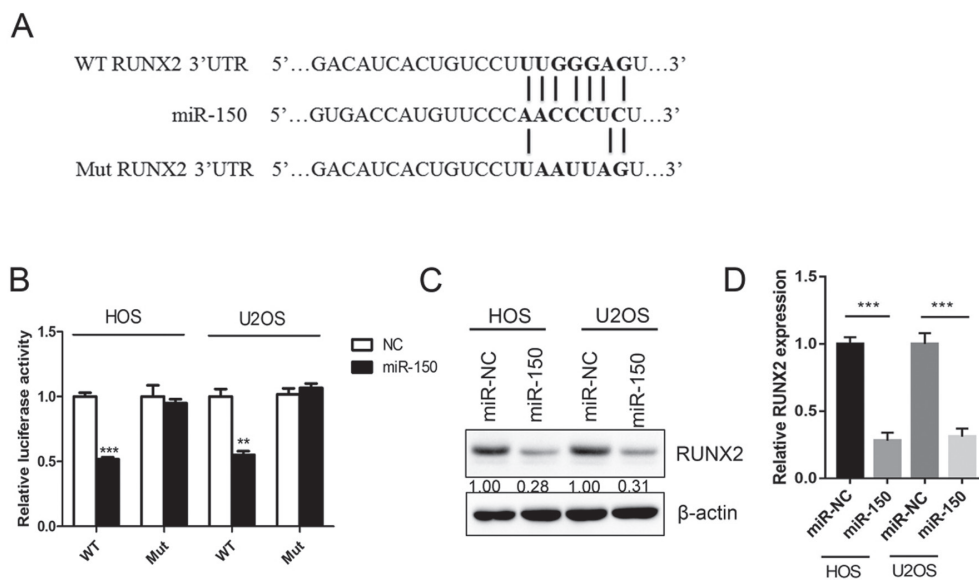 A
WT RUNX2 3'UTR 5'...GACAUCACUGUCCUUUGGGAGU...3'
miR-150 5'...GUGACCAUGUUCCCAACCCUCU...3'
Mut RUNX2 3'UTR 5'...GACAUCACUGUCCUUAAUUAGU...3'
B
HOS U2OS
NC
miR-150
Relative luciferase activity
1.5
1.0
0.5
0.0
*** **
WT Mut WT Mut
C
HOS U2OS
miR-NC miR-150 miR-NC miR-150
RUNX2
1.00 0.28 1.00 0.31
β-actin
D
Relative RUNX2 expression
1.5
1.0
0.5
0.0
*** ***
miR-NC miR-150 miR-NC miR-150
HOS U2OS